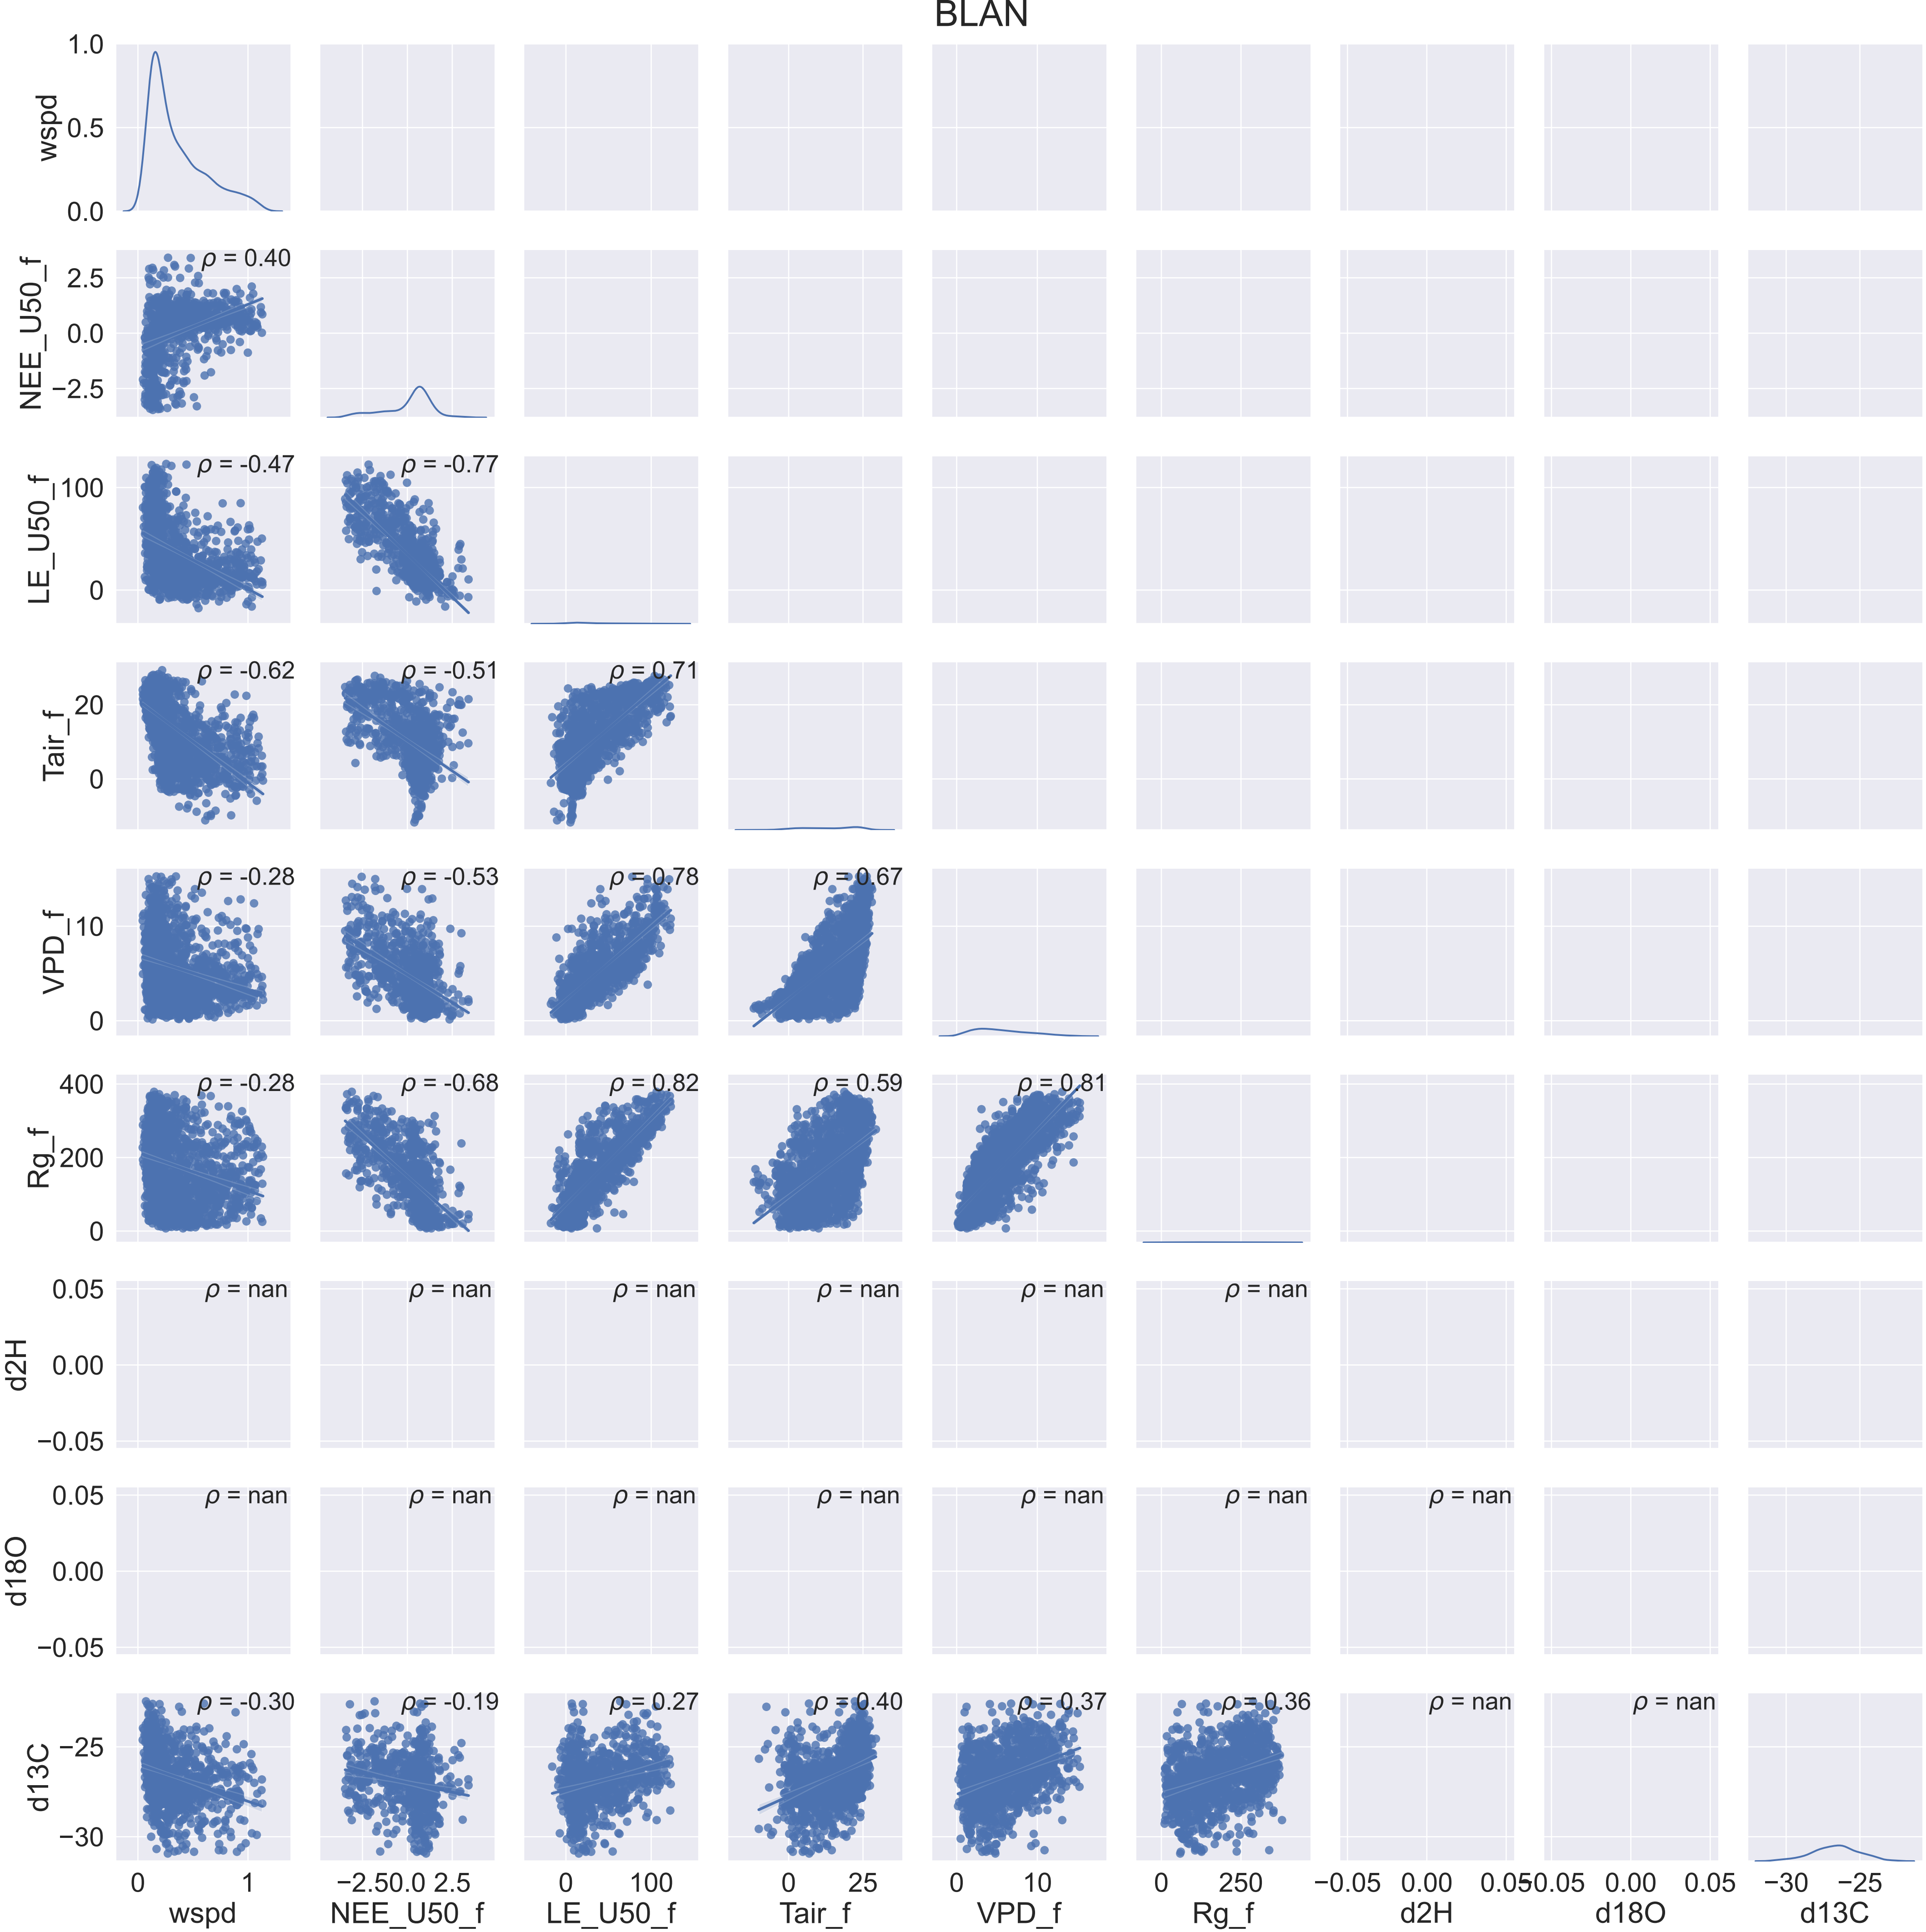 BLAN
1.0
0.5
0.0
wspd
ρ = 0.40
2.5
0.0
−2.5
NEE_U50_f
ρ = -0.47
ρ = -0.77
100
0
LE_U50_f
ρ = -0.62
ρ = -0.51
ρ = 0.71
20
0
Tair_f
ρ = -0.28
ρ = -0.53
ρ = 0.78
ρ = 0.67
10
0
VPD_f
ρ = -0.28
ρ = -0.68
ρ = 0.82
ρ = 0.59
ρ = 0.81
400
200
0
Rg_f
ρ = nan
ρ = nan
ρ = nan
ρ = nan
ρ = nan
ρ = nan
0.05
0.00
−0.05
d2H
ρ = nan
ρ = nan
ρ = nan
ρ = nan
ρ = nan
ρ = nan
ρ = nan
0.05
0.00
−0.05
d18O
ρ = -0.30
ρ = -0.19
ρ = 0.27
ρ = 0.40
ρ = 0.37
ρ = 0.36
ρ = nan
ρ = nan
−25
−30
d13C
0 1
−2.5 0.0 2.5
0 100
0 25
0 10
0 250
−0.05 0.00 0.05
−0.05 0.00 0.05
−30 −25
wspd
NEE_U50_f
LE_U50_f
Tair_f
VPD_f
Rg_f
d2H
d18O
d13C